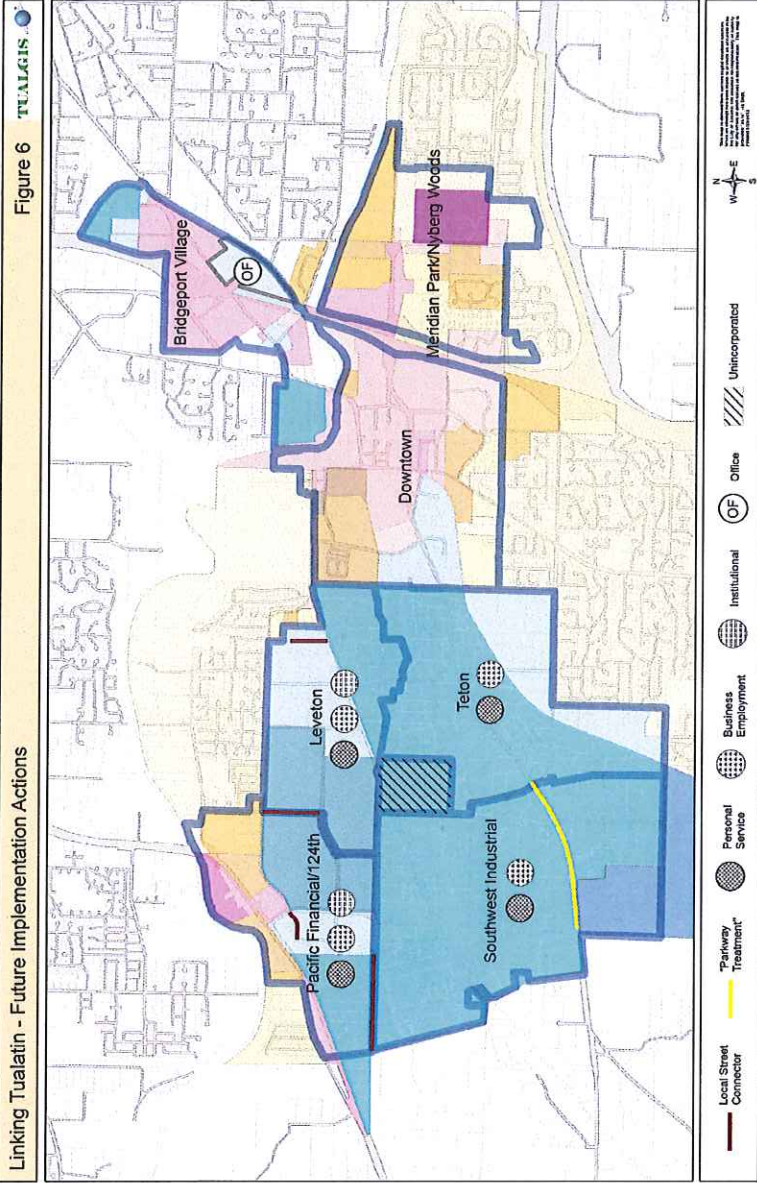 Linking Tualatin - Future Implementation Actions
Figure 6
TUALGIS
Bridgeport Village
OF
Meridian Park/Nyberg Woods
Downtown
Leveton
Teton
Pacific Financial/124th
Southwest Industrial
Local Street
Connector
"Parkway
Treatment"
Personal
Service
Business
Employment
Institutional
OF
Office
Unincorporated
N
W
E
S